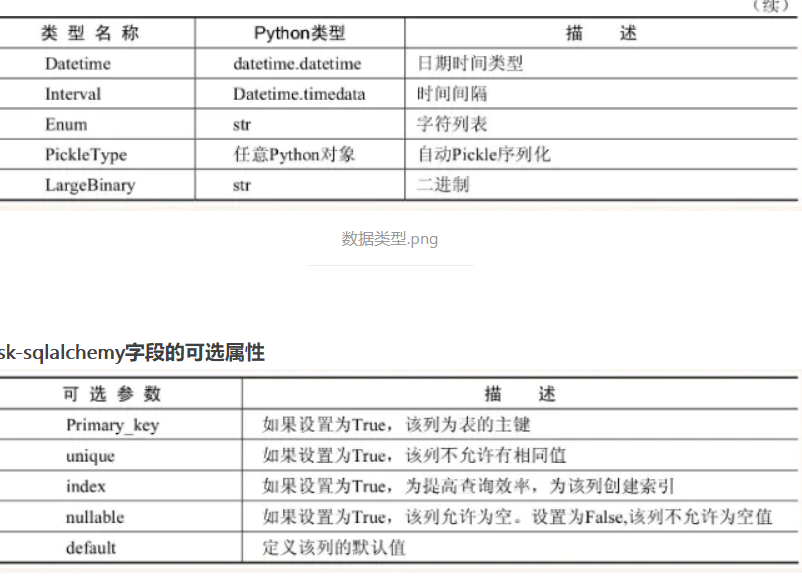 （续）
类 型 名 称 Python类型 描 述
Datetime datetime.datetime 日期时间类型
Interval Datetime.timedata 时间间隔
Enum str 字符列表
PickleType 任意Python对象 自动Pickle序列化
LargeBinary str 二进制
数据类型.png
sk-sqlalchemy字段的可选属性
可 选 参 数 描 述
Primary_key 如果设置为True，该列为表的主键
unique 如果设置为True，该列不允许有相同值
index 如果设置为True，为提高查询效率，为该列创建索引
nullable 如果设置为True，该列允许为空。设置为False,该列不允许为空值
default 定义该列的默认值